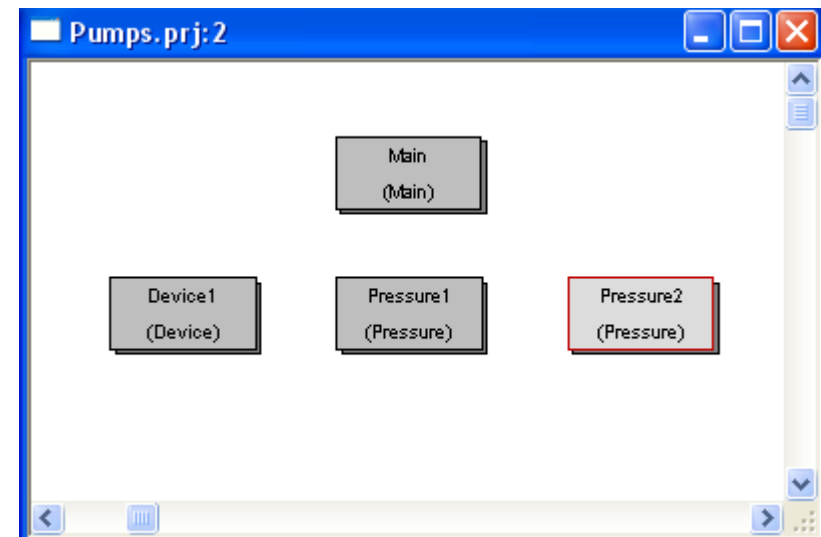 Pumps.prj:2
Main
(Main)
Device1
(Device)
Pressure1
(Pressure)
Pressure2
(Pressure)